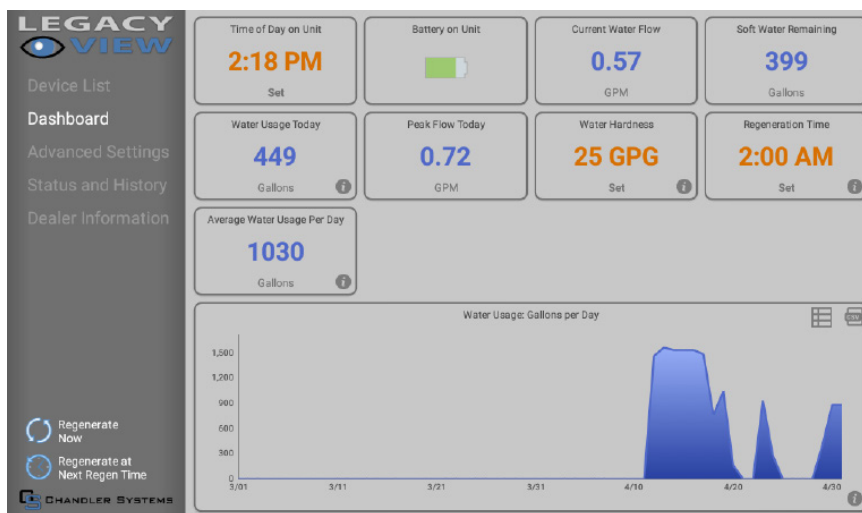 LEGACY
VIEW
Device List
Dashboard
Advanced Settings
Status and History
Dealer Information
Regenerate
Now
Regenerate at
Next Regen Time
CS CHANDLER SYSTEMS
Time of Day on Unit
2:18 PM
Set
Battery on Unit
Current Water Flow
0.57
GPM
Soft Water Remaining
399
Gallons
Water Usage Today
449
Gallons
i
Peak Flow Today
0.72
GPM
Water Hardness
25 GPG
Set
i
Regeneration Time
2:00 AM
Set
i
Average Water Usage Per Day
1030
Gallons
i
Water Usage: Gallons per Day
CSV
1,500
1,200
900
600
300
0
3/01 3/11 3/21 3/31 4/10 4/20 4/30
i